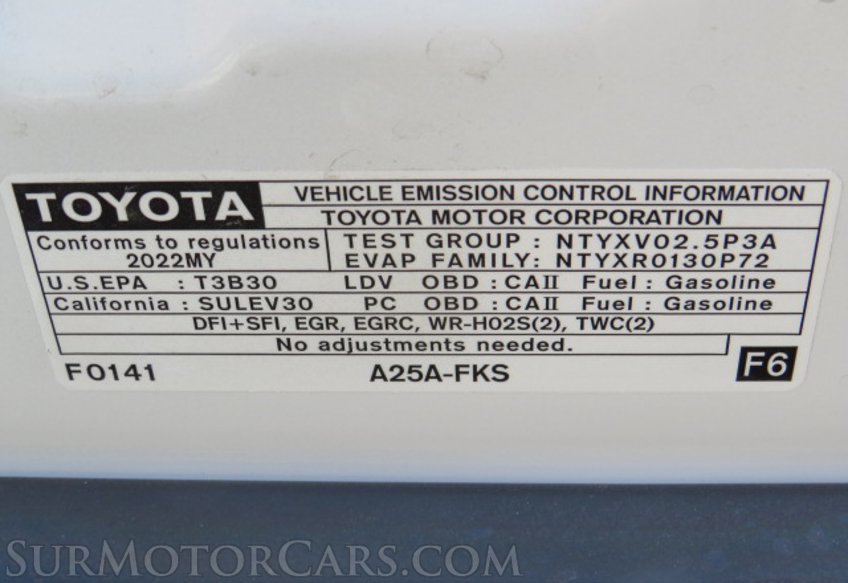 TOYOTA
VEHICLE EMISSION CONTROL INFORMATION
TOYOTA MOTOR CORPORATION
Conforms to regulations
2022MY
TEST GROUP : NTYXV02.5P3A
EVAP FAMILY: NTYXR0130P72
U.S.EPA : T3B30 LDV OBD : CAII Fuel : Gasoline
California : SULEV30 PC OBD : CAII Fuel : Gasoline
DFI+SFI, EGR, EGRC, WR-HO2S(2), TWC(2)
No adjustments needed.
F0141 A25A-FKS F6
SurMotorCars.com